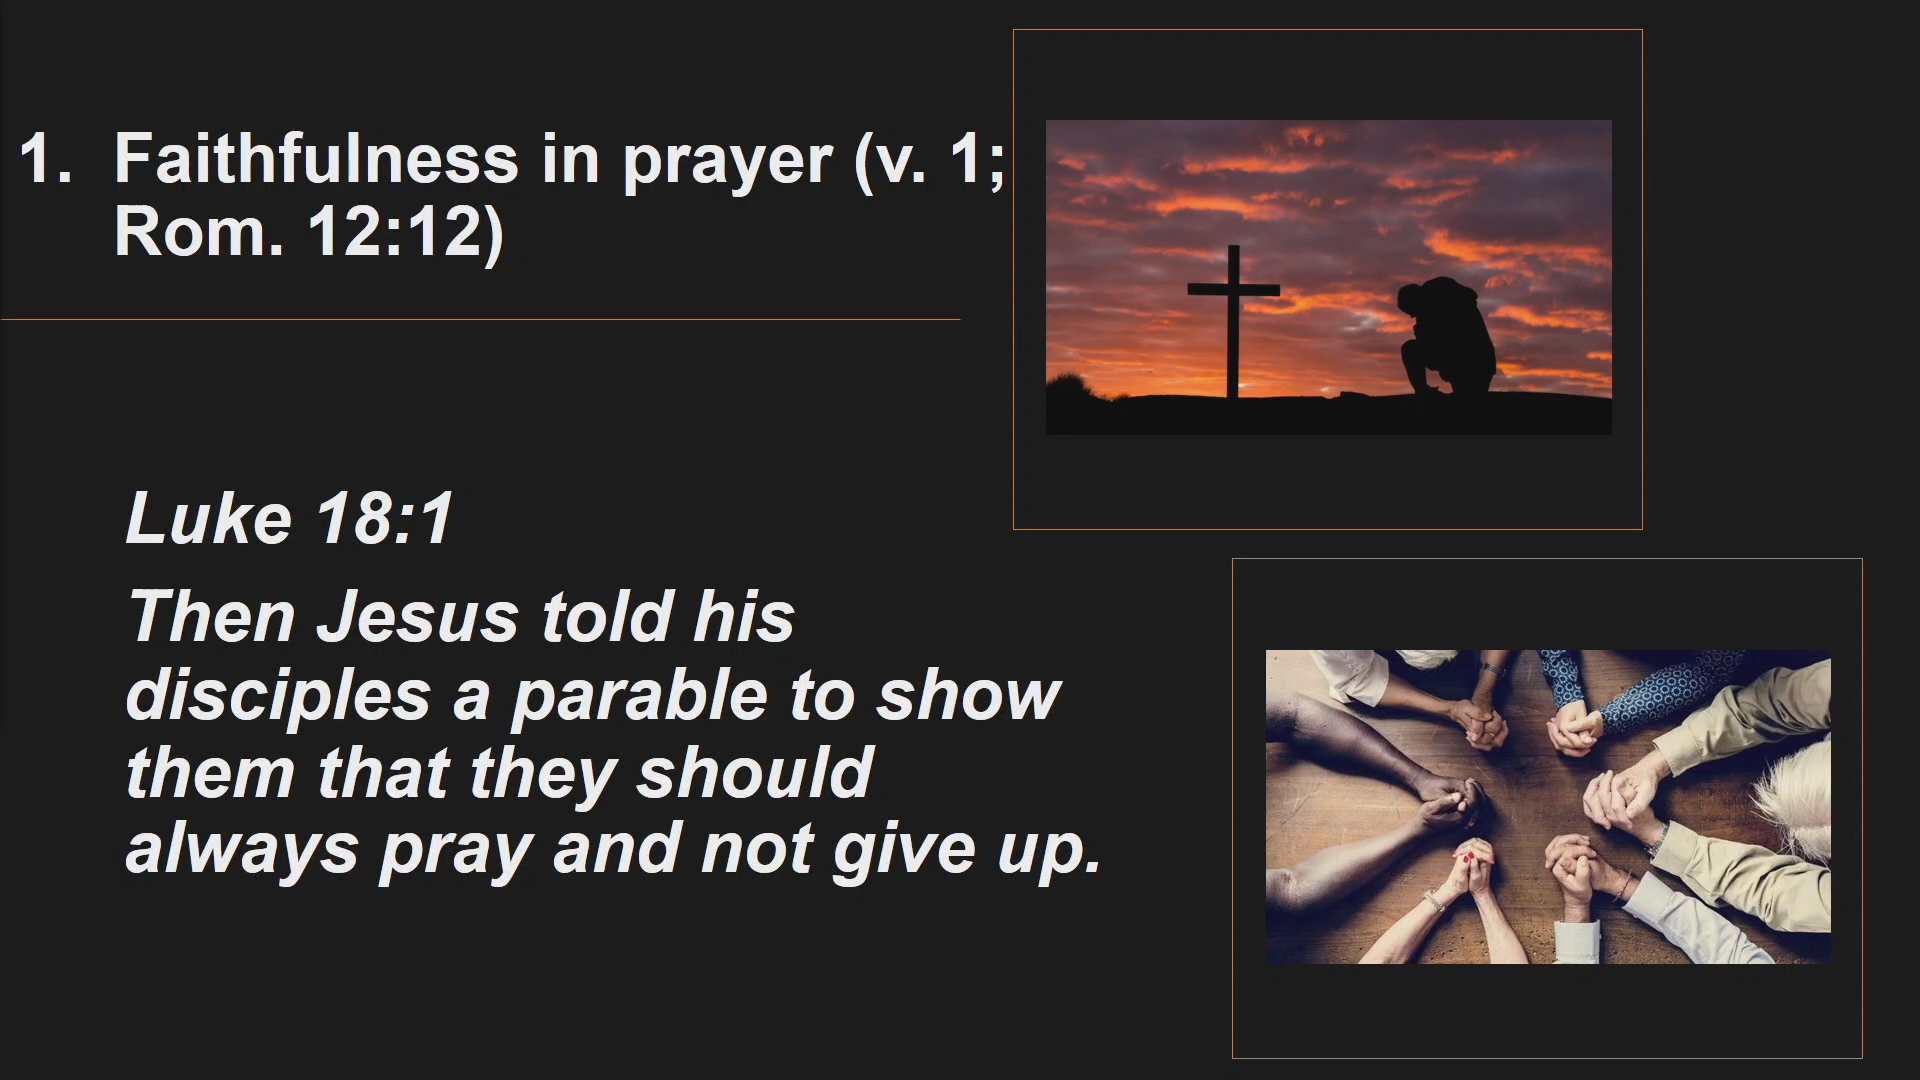 1. Faithfulness in prayer (v. 1;
Rom. 12:12)
Luke 18:1
Then Jesus told his
disciples a parable to show
them that they should
always pray and not give up.